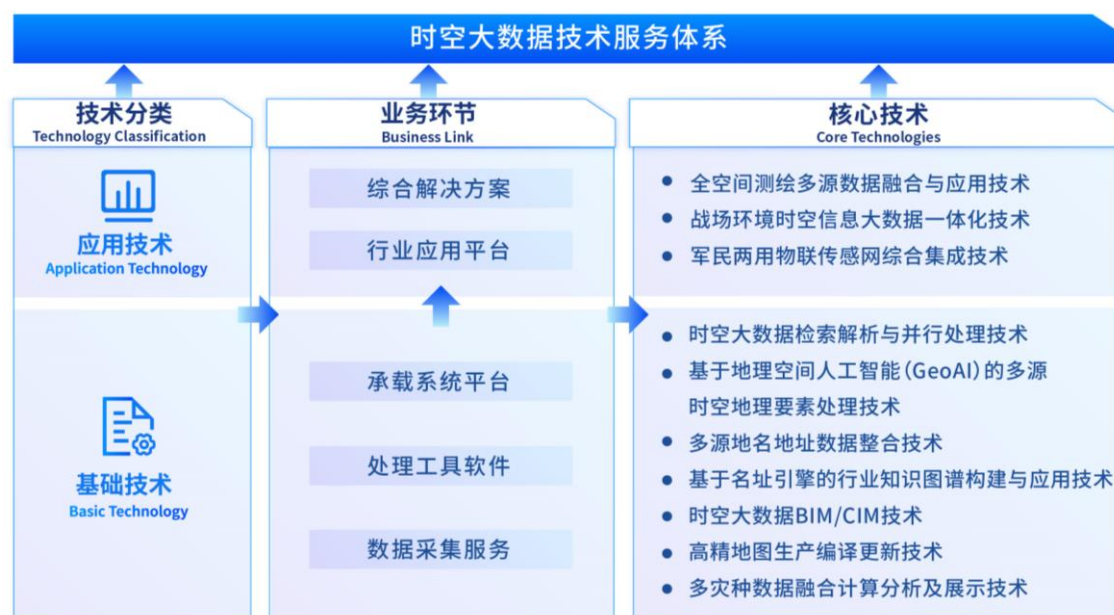 时空大数据技术服务体系
技术分类
Technology Classification
业务环节
Business Link
核心技术
Core Technologies
应用技术
Application Technology
综合解决方案
行业应用平台
全空间测绘多源数据融合与应用技术
战场环境时空信息大数据一体化技术
军民两用物联传感网综合集成技术
基础技术
Basic Technology
承载系统平台
处理工具软件
数据采集服务
时空大数据检索解析与并行处理技术
基于地理空间人工智能(GeoAI)的多源
时空地理要素处理技术
多源地名地址数据整合技术
基于名址引擎的行业知识图谱构建与应用技术
时空大数据BIM/CIM技术
高精地图生产编译更新技术
多灾种数据融合计算分析及展示技术